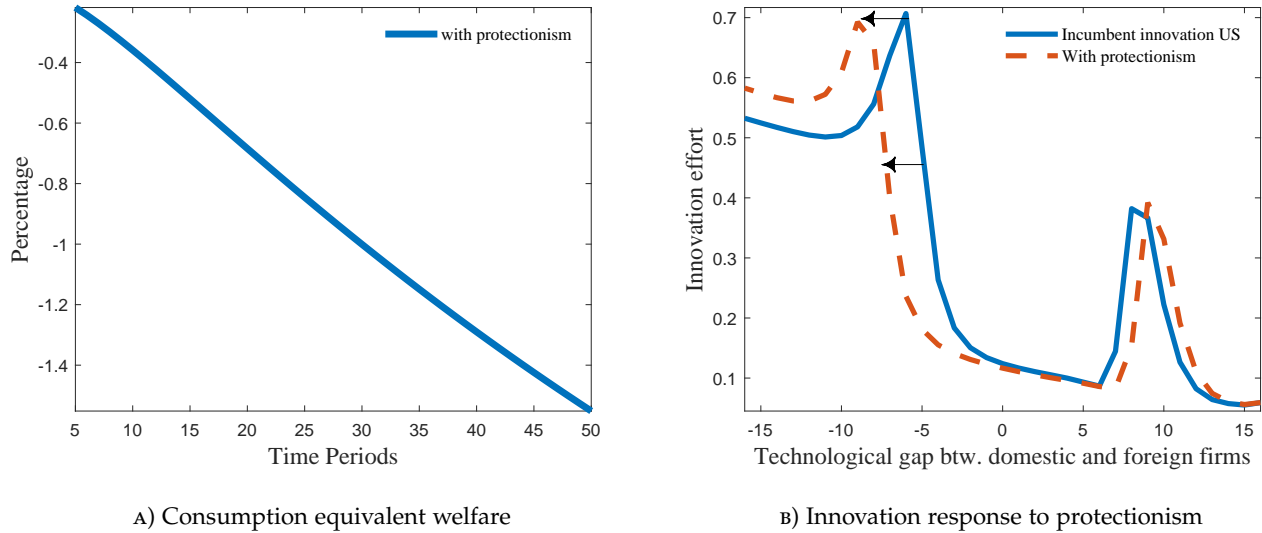 with protectionism
-0.4
-0.6
-0.8
-1
-1.2
-1.4
Percentage
5 10 15 20 25 30 35 40 45 50
Time Periods
A) Consumption equivalent welfare
Incumbent innovation US
With protectionism
0.7
0.6
0.5
0.4
0.3
0.2
0.1
Innovation effort
-15 -10 -5 0 5 10 15
Technological gap btw. domestic and foreign firms
B) Innovation response to protectionism